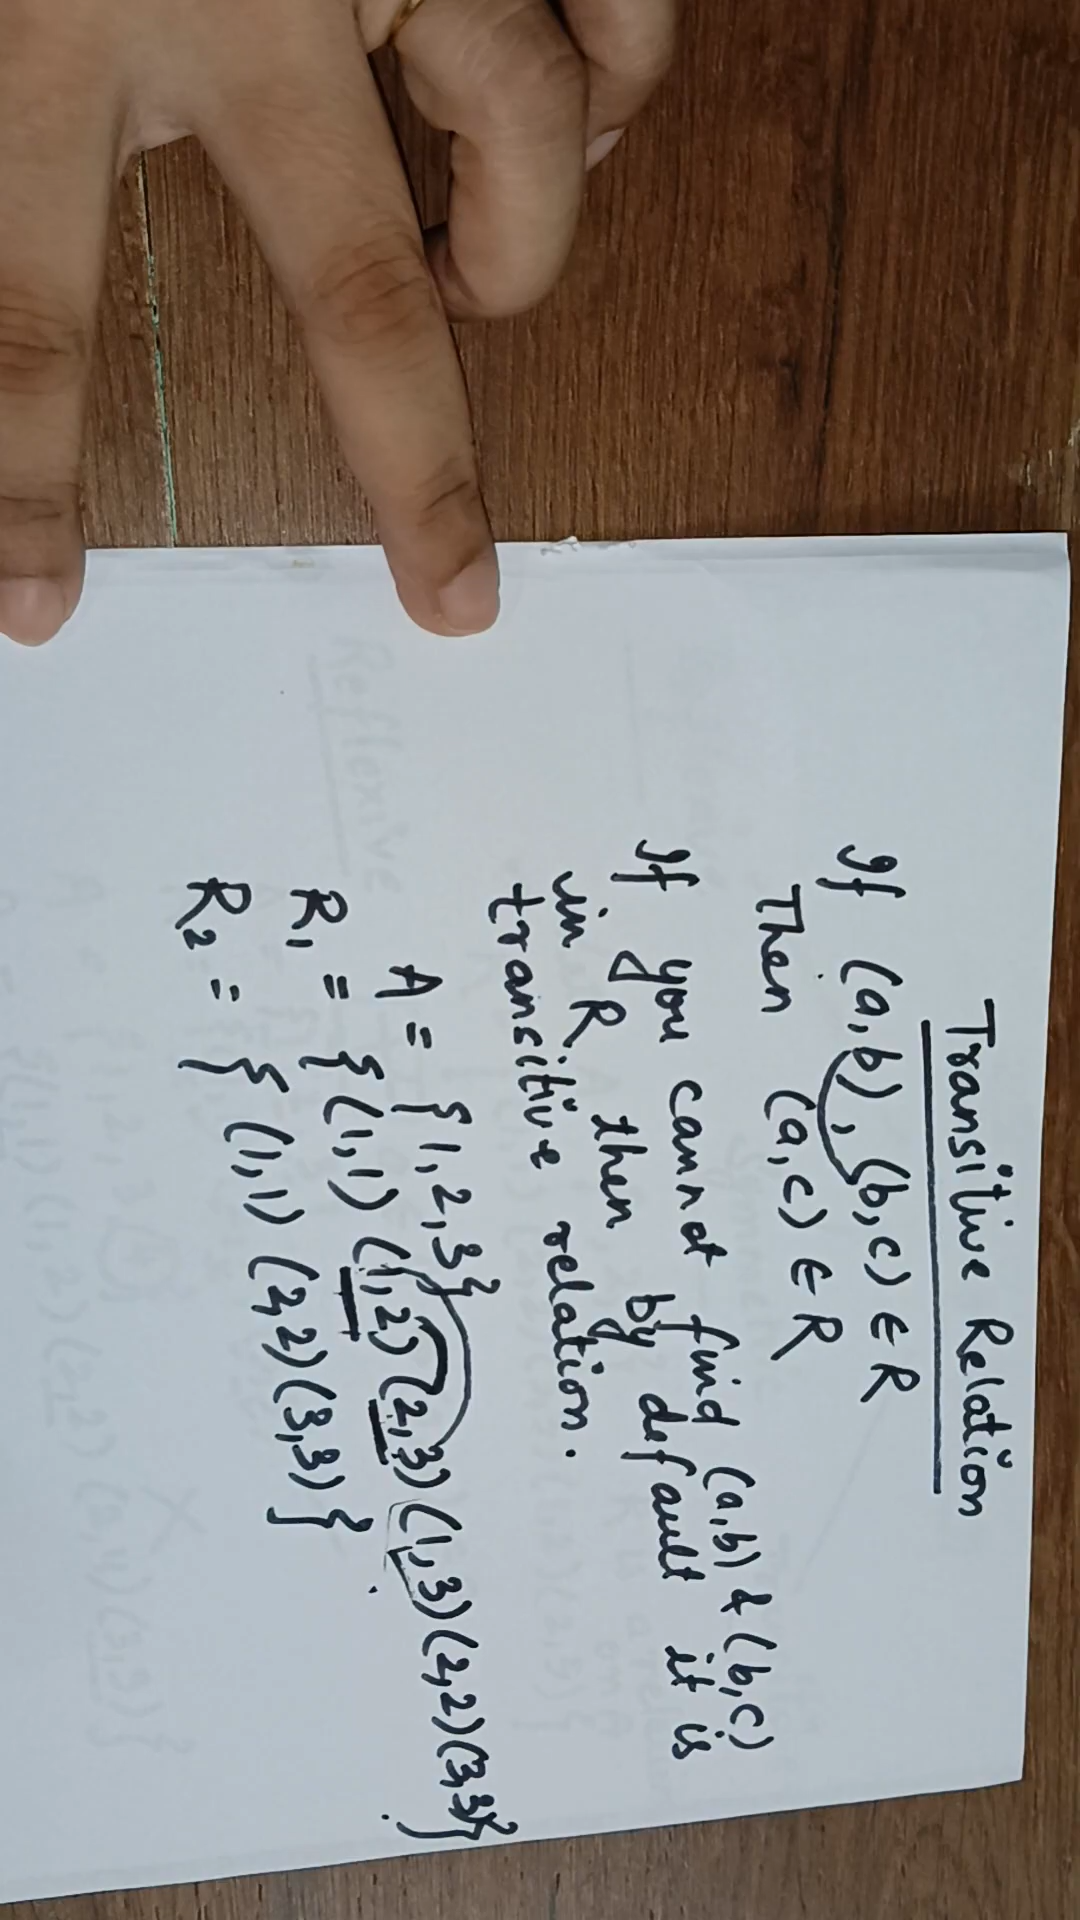 Transitive Relation
If (a,b), (b,c) ∈ R
Then (a,c) ∈ R
If you cannot find (a,b) & (b,c)
in R then by default it is
transitive relation.
A = {1,2,3}
R₁ = {(1,1) (1,2) (2,3) (1,3) (2,2) (3,3)}
R₂ = {(1,1) (2,2) (3,3)}
Reflexive